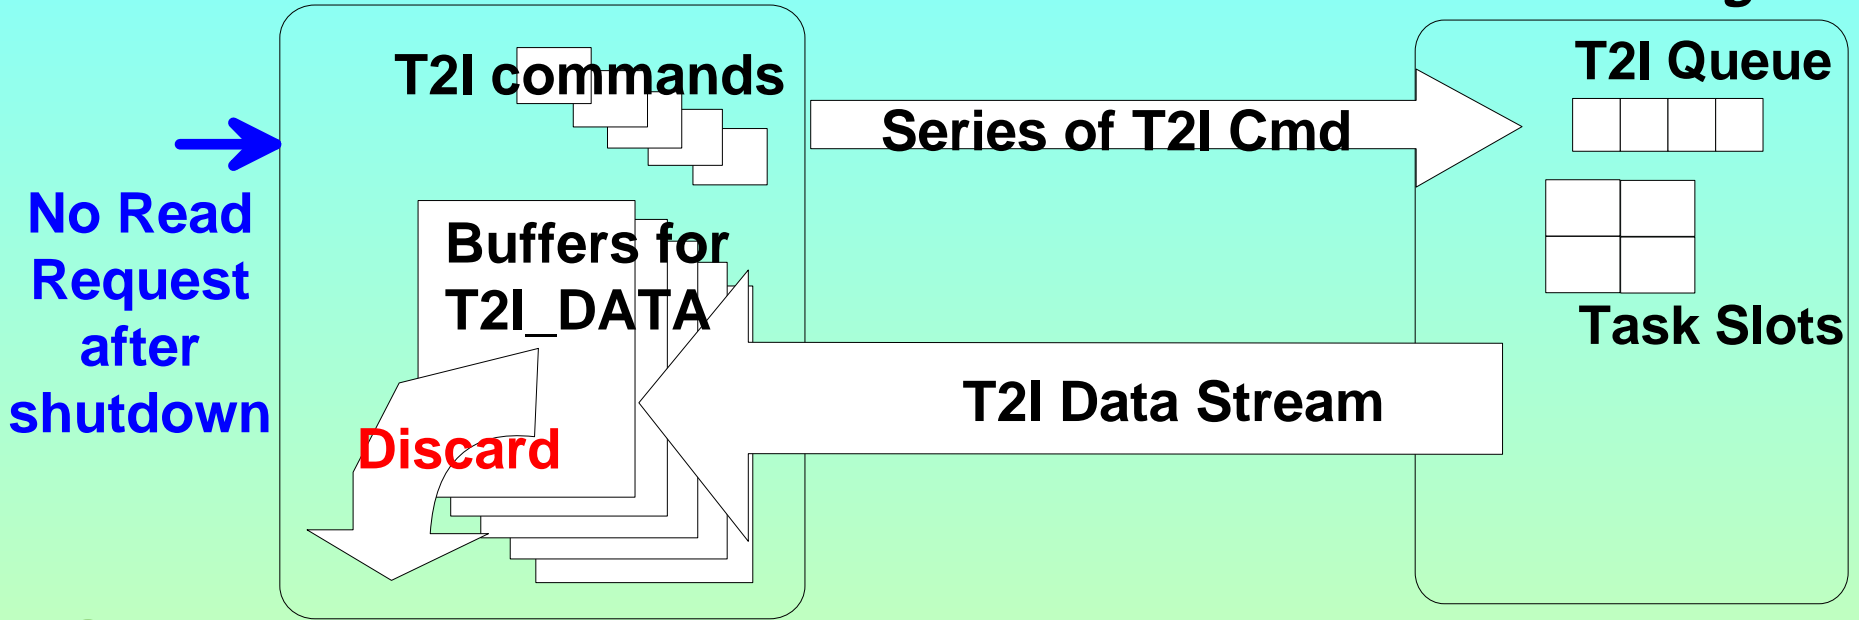 T2I commands
T2I Queue
Series of T2I Cmd
No Read
Request
after
shutdown
Buffers for
T2I_DATA
Task Slots
T2I Data Stream
Discard